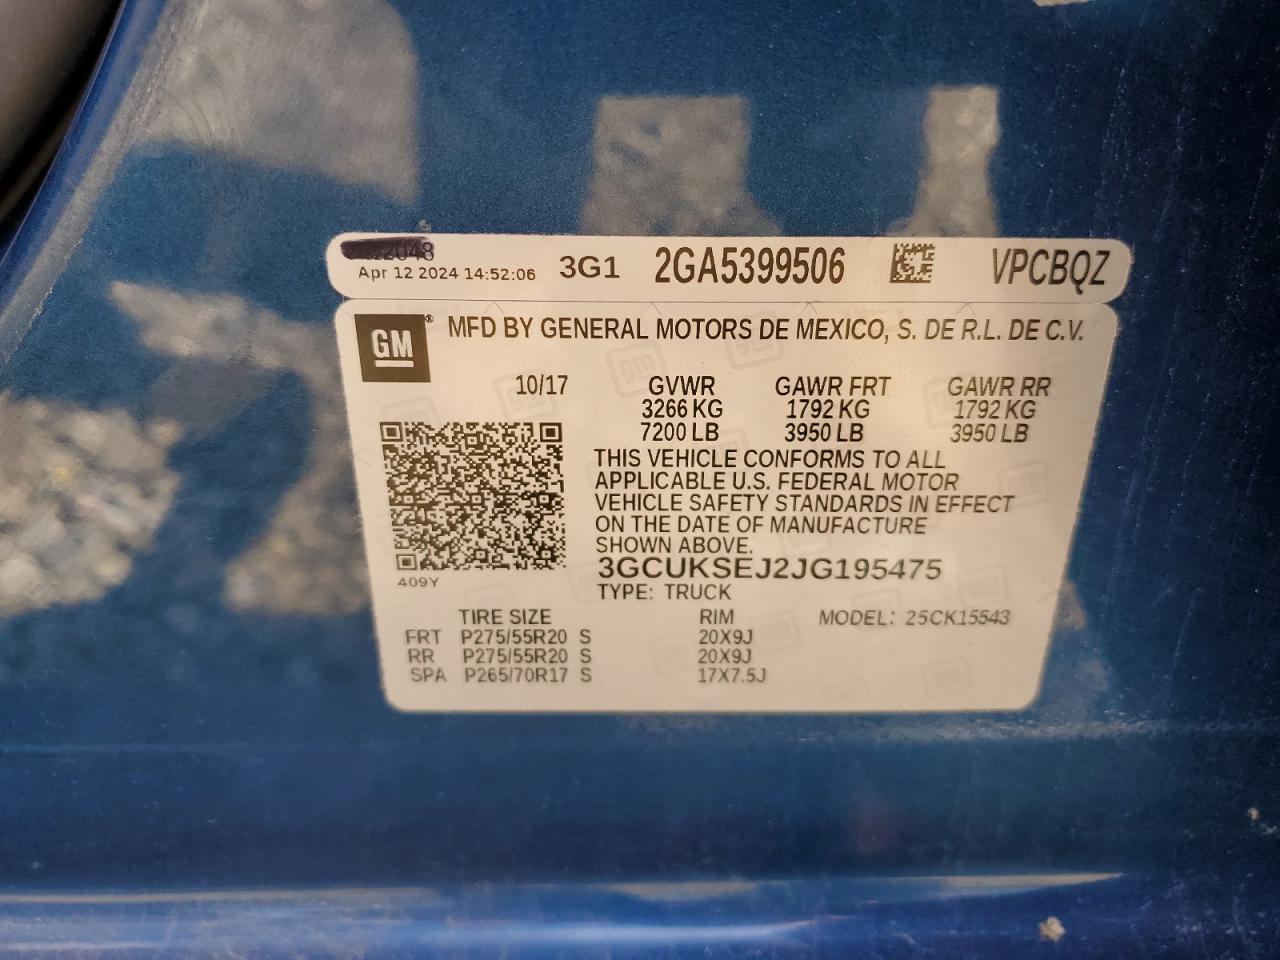 Apr 12 2024 14:52:06 3G1 2GA5399506 VPCBQZ
GM® MFD BY GENERAL MOTORS DE MEXICO, S. DE R.L. DE C.V.
10/17 GVWR GAWR FRT GAWR RR
3266 KG 1792 KG 1792 KG
7200 LB 3950 LB 3950 LB
THIS VEHICLE CONFORMS TO ALL
APPLICABLE U.S. FEDERAL MOTOR
VEHICLE SAFETY STANDARDS IN EFFECT
ON THE DATE OF MANUFACTURE
SHOWN ABOVE.
3GCUKSEJ2JG195475
409Y
TYPE: TRUCK
TIRE SIZE RIM MODEL: 25CK15543
FRT P275/55R20 S 20X9J
RR P275/55R20 S 20X9J
SPA P265/70R17 S 17X7.5J